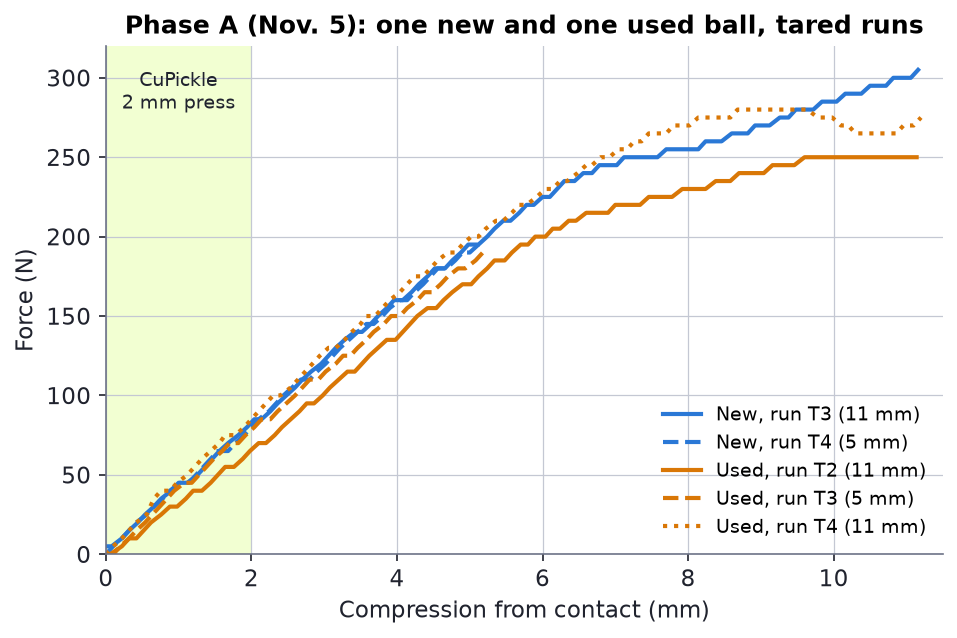 Phase A (Nov. 5): one new and one used ball, tared runs
CuPickle
2 mm press
Force (N)
300
250
200
150
100
50
0
0 2 4 6 8 10
Compression from contact (mm)
New, run T3 (11 mm)
New, run T4 (5 mm)
Used, run T2 (11 mm)
Used, run T3 (5 mm)
Used, run T4 (11 mm)